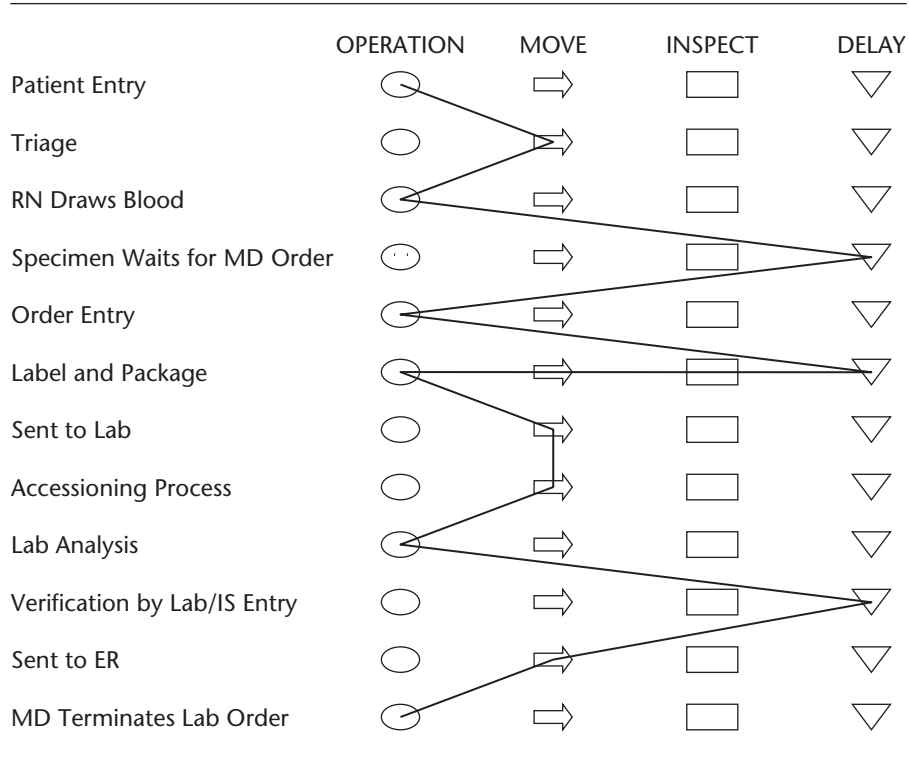 OPERATION MOVE INSPECT DELAY
Patient Entry
Triage
RN Draws Blood
Specimen Waits for MD Order
Order Entry
Label and Package
Sent to Lab
Accessioning Process
Lab Analysis
Verification by Lab/IS Entry
Sent to ER
MD Terminates Lab Order